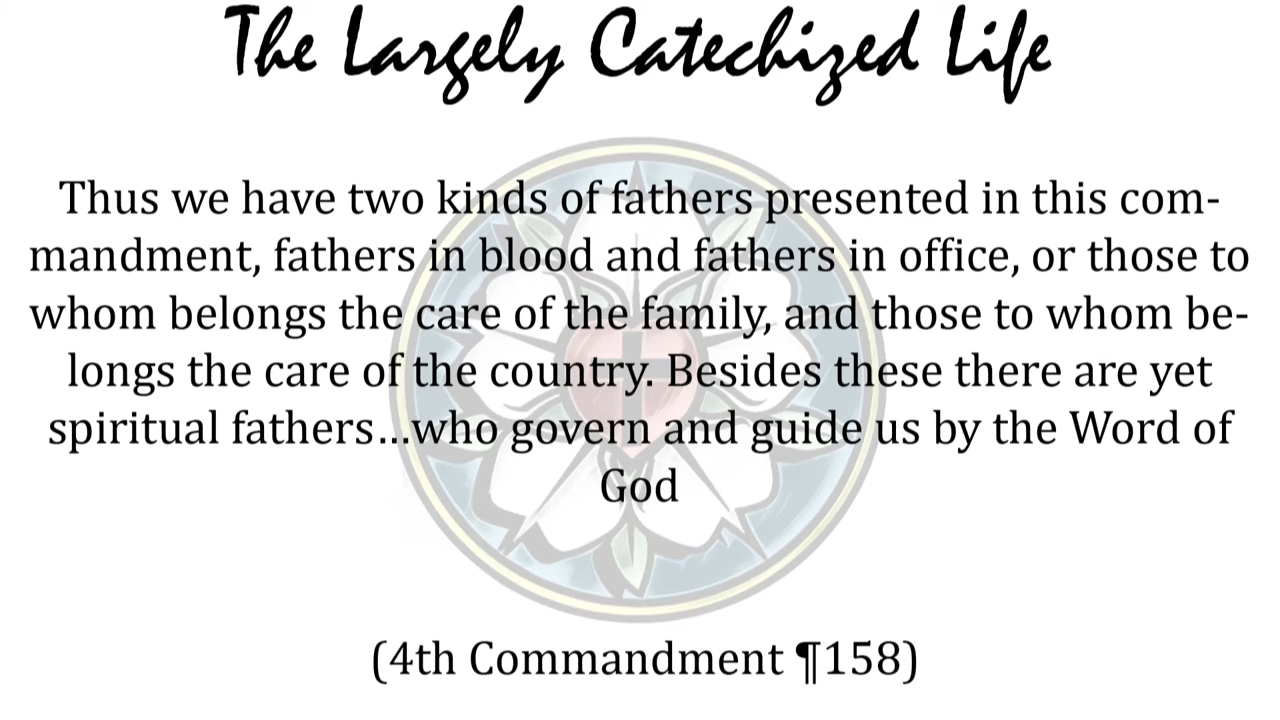 The Largely Catechized Life
Thus we have two kinds of fathers presented in this com-
mandment, fathers in blood and fathers in office, or those to
whom belongs the care of the family, and those to whom be-
longs the care of the country. Besides these there are yet
spiritual fathers...who govern and guide us by the Word of
God
(4th Commandment ¶158)